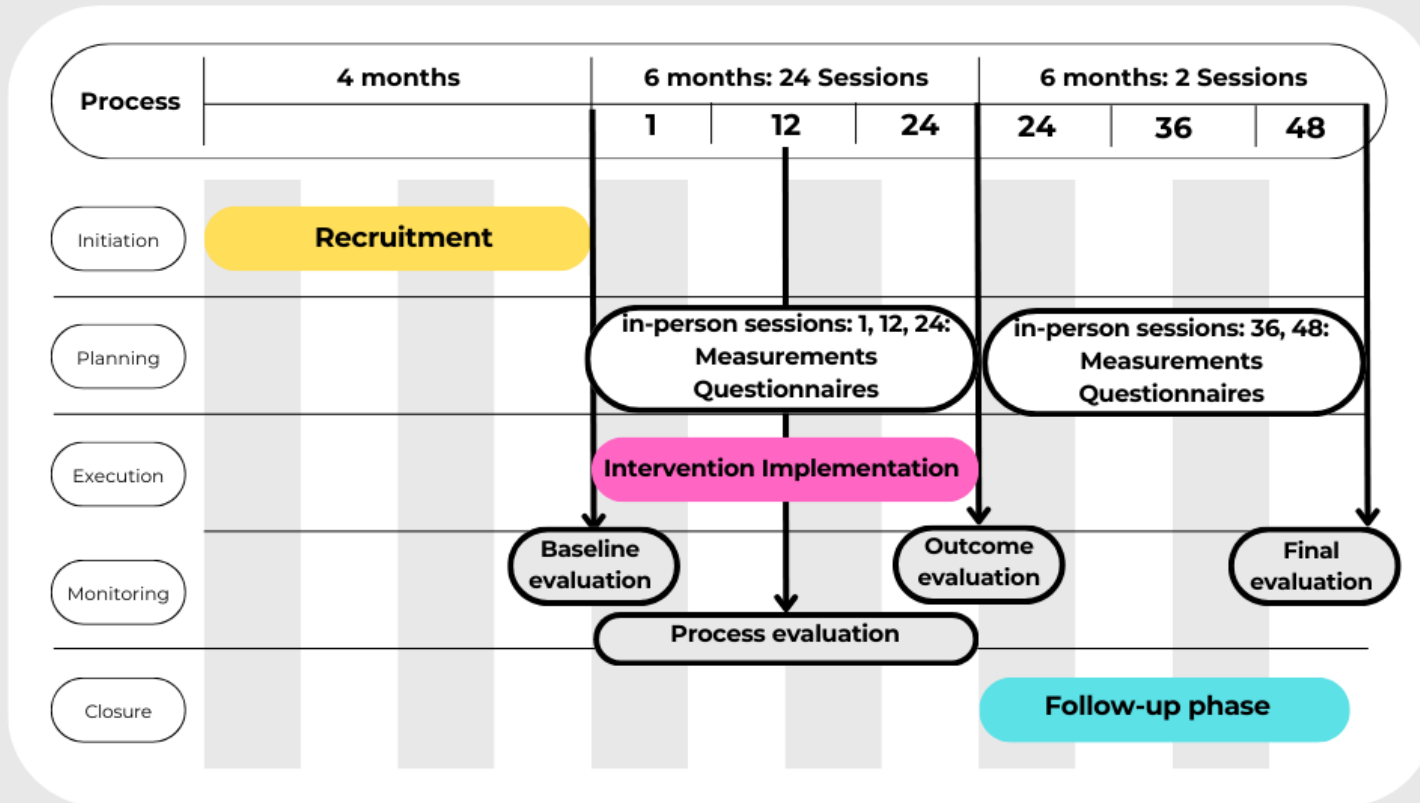 Process
4 months
6 months: 24 Sessions
6 months: 2 Sessions
1
12
24
24
36
48
Initiation
Recruitment
Planning
in-person sessions: 1, 12, 24:
Measurements
Questionnaires
in-person sessions: 36, 48:
Measurements
Questionnaires
Execution
Intervention Implementation
Monitoring
Baseline
evaluation
Outcome
evaluation
Final
evaluation
Process evaluation
Closure
Follow-up phase